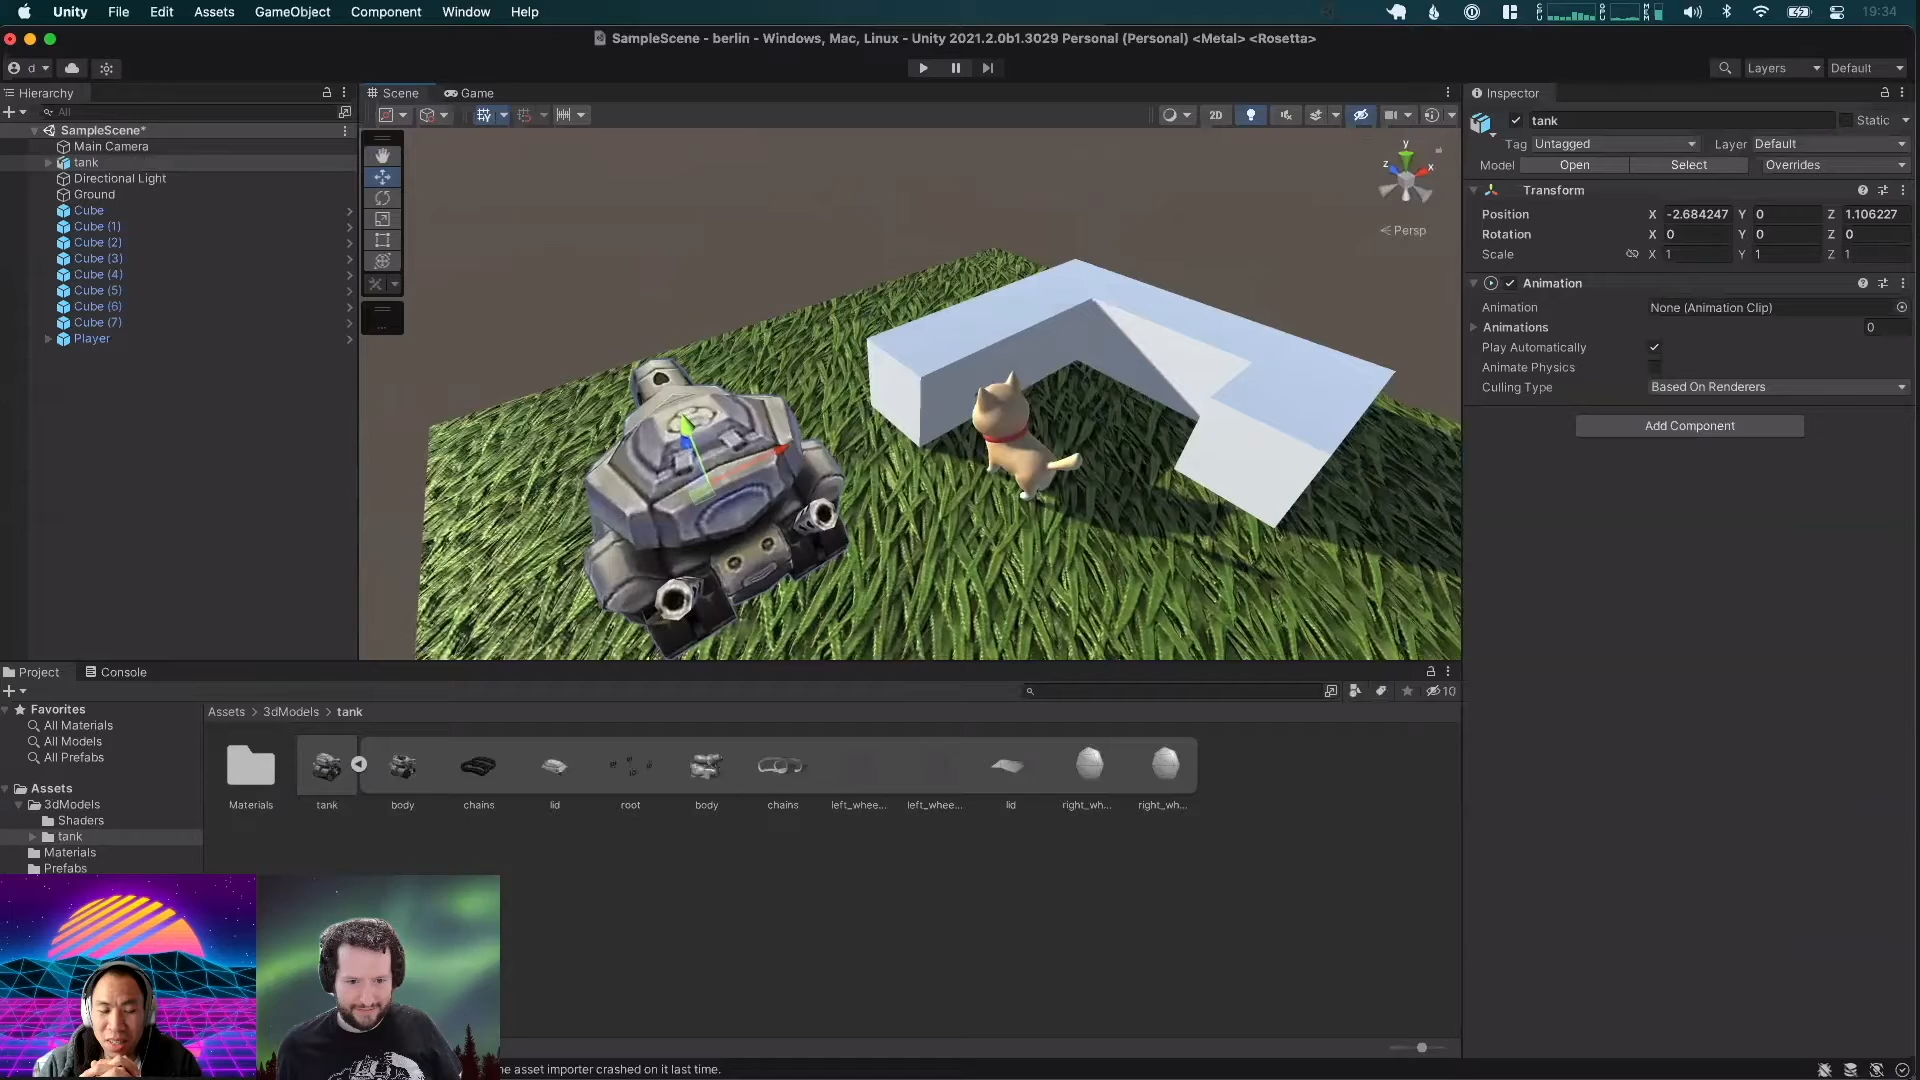 Unity File Edit Assets GameObject Component Window Help 19:34
SampleScene - berlin - Windows, Mac, Linux - Unity 2021.2.0b1.3029 Personal (Personal) <Metal> <Rosetta>
d Layers Default
Hierarchy
All
SampleScene*
Main Camera
tank
Directional Light
Ground
Cube
Cube (1)
Cube (2)
Cube (3)
Cube (4)
Cube (5)
Cube (6)
Cube (7)
Player
Scene Game
2D
y
z x
Persp
Inspector
tank Static
Tag Untagged Layer Default
Model Open Select Overrides
Transform
Position X -2.684247 Y 0 Z 1.106227
Rotation X 0 Y 0 Z 0
Scale X 1 Y 1 Z 1
Animation
Animation None (Animation Clip)
Animations 0
Play Automatically
Animate Physics
Culling Type Based On Renderers
Add Component
Project Console
10
Favorites
All Materials
All Models
All Prefabs
Assets
3dModels
Shaders
tank
Materials
Prefabs
Assets > 3dModels > tank
Materials tank body chains lid root body chains left_whee... left_whee... lid right_wh... right_wh...
he asset importer crashed on it last time.